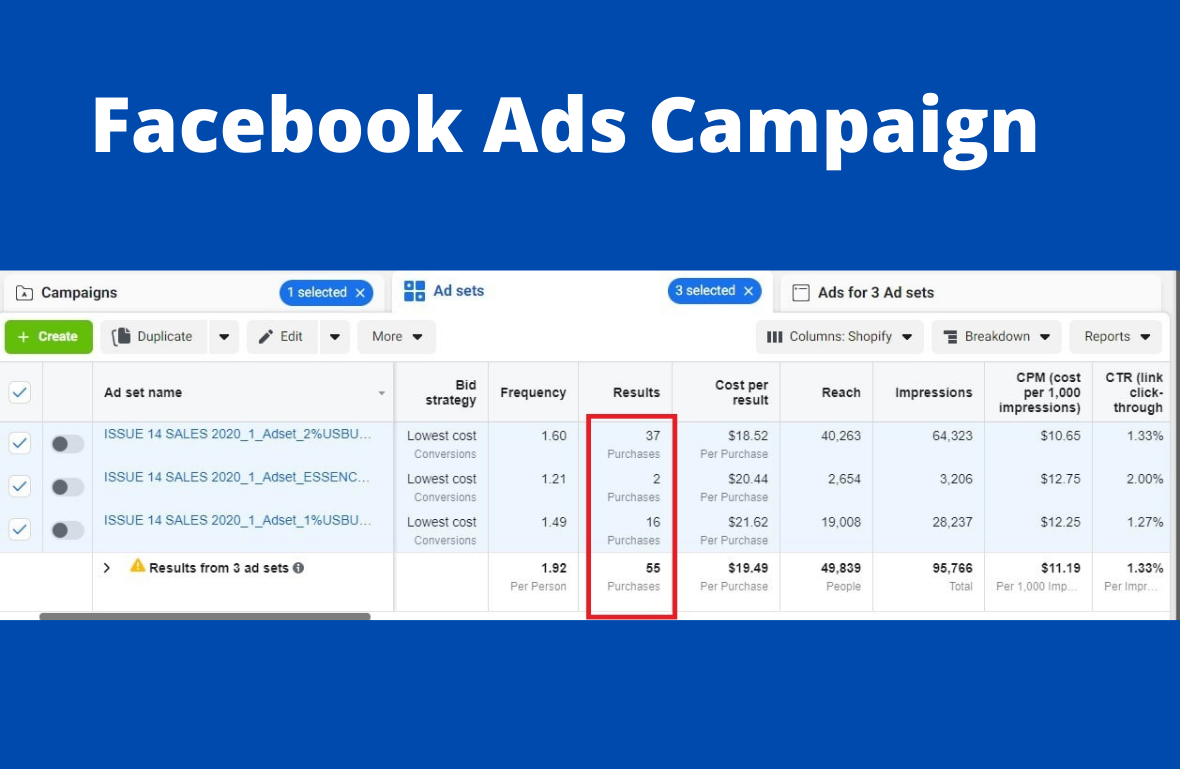 Facebook Ads Campaign
Campaigns
1 selected ×
Ad sets
3 selected ×
Ads for 3 Ad sets
+ Create
Duplicate
Edit
More
Columns: Shopify
Breakdown
Reports
Ad set name
Bid
strategy
Frequency
Results
Cost per
result
Reach
Impressions
CPM (cost
per 1,000
impressions)
CTR (link
click-
through
ISSUE 14 SALES 2020_1_Adset_2%USBU...
Lowest cost
Conversions
1.60
37
Purchases
$18.52
Per Purchase
40,263
64,323
$10.65
1.33%
ISSUE 14 SALES 2020_1_Adset_ESSENC...
Lowest cost
Conversions
1.21
2
Purchases
$20.44
Per Purchase
2,654
3,206
$12.75
2.00%
ISSUE 14 SALES 2020_1_Adset_1%USBU...
Lowest cost
Conversions
1.49
16
Purchases
$21.62
Per Purchase
19,008
28,237
$12.25
1.27%
Results from 3 ad sets
1.92
Per Person
55
Purchases
$19.49
Per Purchase
49,839
People
95,766
Total
$11.19
Per 1,000 Imp...
1.33%
Per Impr...